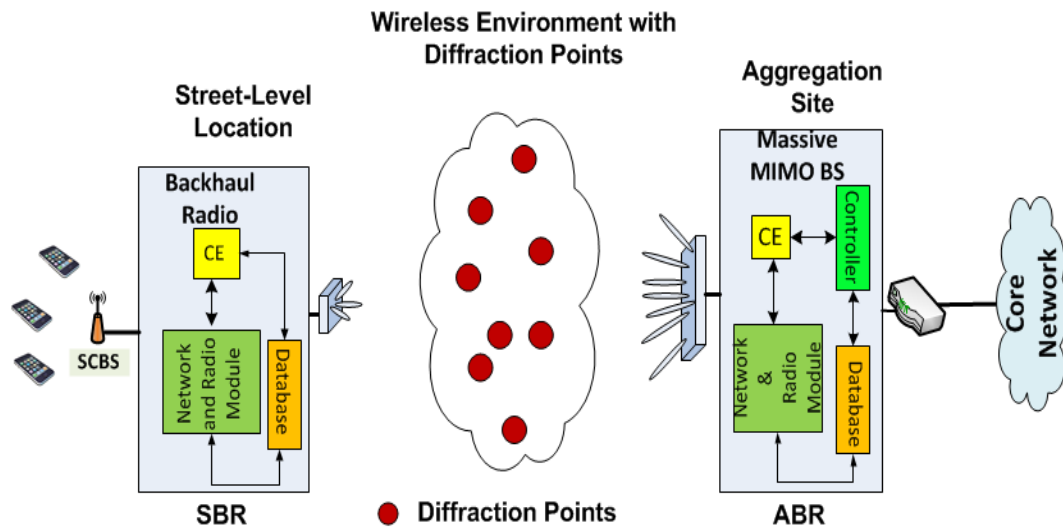 Wireless Environment with
Diffraction Points
Street-Level
Location
Aggregation
Site
Backhaul
Radio
CE
Network
and Radio
Module
Database
SCBS
SBR
Massive
MIMO BS
CE
Controller
Network
&
Radio
Module
Database
ABR
Core
Network
Diffraction Points